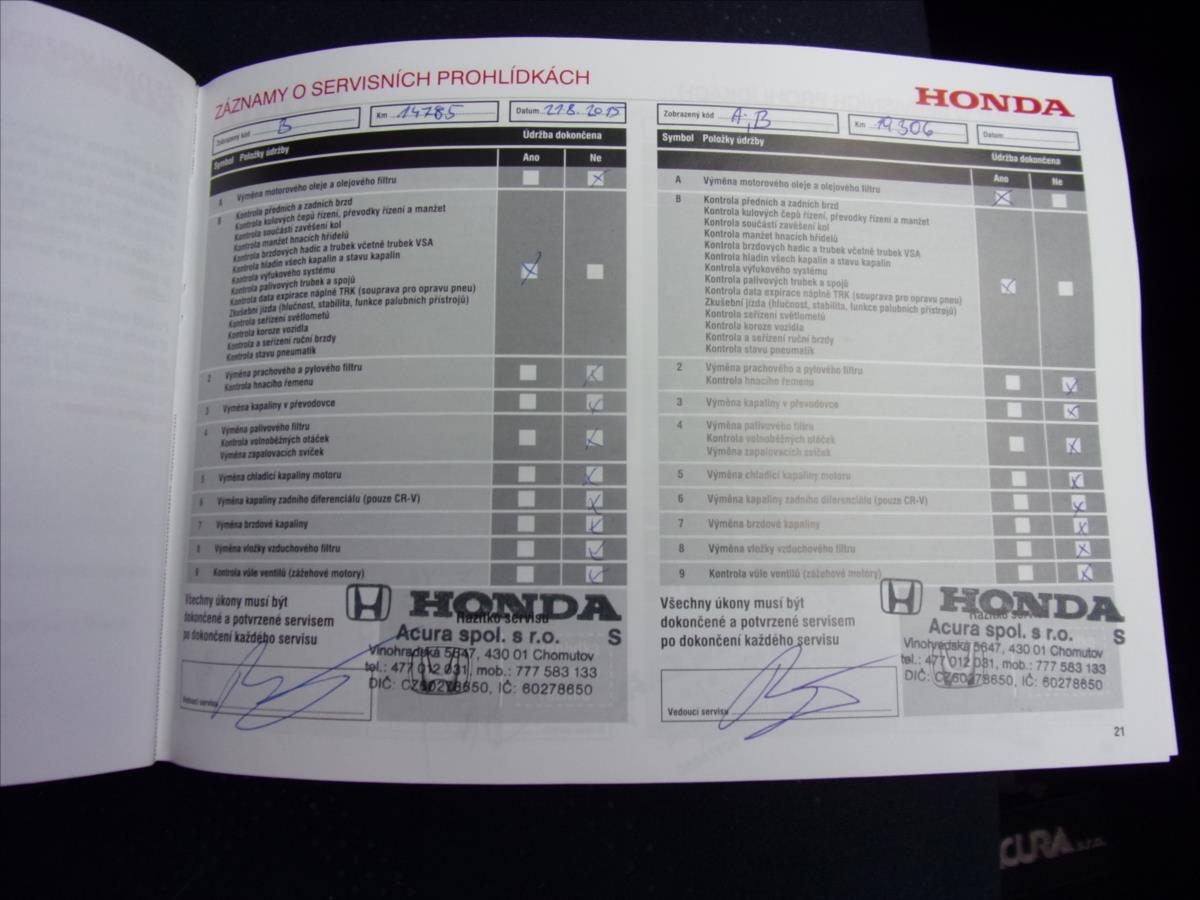 ZÁZNAMY O SERVISNÍCH PROHLÍDKÁCH
HONDA
Zobrazený kód B
Km 14785
Datum 27.8.2015
Údržba dokončena
Symbol Položky údržby
Ano Ne
A Výměna motorového oleje a olejového filtru
B Kontrola předních a zadních brzd
Kontrola kulových čepů řízení, převodky řízení a manžet
Kontrola součástí zavěšení kol
Kontrola manžet hnacích hřídelů
Kontrola brzdových hadic a trubek včetně trubek VSA
Kontrola hladin všech kapalin a stavu kapalin
Kontrola výfukového systému
Kontrola palivových trubek a spojů
Kontrola data expirace náplně TRK (souprava pro opravu pneu)
Zkušební jízda (hlučnost, stabilita, funkce palubních přístrojů)
Kontrola seřízení světlometů
Kontrola koroze vozidla
Kontrola a seřízení ruční brzdy
Kontrola stavu pneumatik
2 Výměna prachového a pylového filtru
Kontrola hnacího řemenu
3 Výměna kapaliny v převodovce
4 Výměna palivového filtru
Kontrola volnoběžných otáček
Výměna zapalovacích svíček
5 Výměna chladicí kapaliny motoru
6 Výměna kapaliny zadního diferenciálu (pouze CR-V)
7 Výměna brzdové kapaliny
8 Výměna vložky vzduchového filtru
9 Kontrola vůle ventilů (zážehové motory)
Všechny úkony musí být
dokončené a potvrzené servisem
po dokončení každého servisu
Vedoucí servisu
HONDA
Razítko servisu
Acura spol. s r.o. S
Vinohradská 5647, 430 01 Chomutov
tel.: 477 012 031, mob.: 777 583 133
DIČ: CZ60278650, IČ: 60278650
Zobrazený kód A,B
Km 19306
Datum
Údržba dokončena
Symbol Položky údržby
Ano Ne
A Výměna motorového oleje a olejového filtru
B Kontrola předních a zadních brzd
Kontrola kulových čepů řízení, převodky řízení a manžet
Kontrola součástí zavěšení kol
Kontrola manžet hnacích hřídelů
Kontrola brzdových hadic a trubek včetně trubek VSA
Kontrola hladin všech kapalin a stavu kapalin
Kontrola výfukového systému
Kontrola palivových trubek a spojů
Kontrola data expirace náplně TRK (souprava pro opravu pneu)
Zkušební jízda (hlučnost, stabilita, funkce palubních přístrojů)
Kontrola seřízení světlometů
Kontrola koroze vozidla
Kontrola a seřízení ruční brzdy
Kontrola stavu pneumatik
2 Výměna prachového a pylového filtru
Kontrola hnacího řemenu
3 Výměna kapaliny v převodovce
4 Výměna palivového filtru
Kontrola volnoběžných otáček
Výměna zapalovacích svíček
5 Výměna chladicí kapaliny motoru
6 Výměna kapaliny zadního diferenciálu (pouze CR-V)
7 Výměna brzdové kapaliny
8 Výměna vložky vzduchového filtru
9 Kontrola vůle ventilů (zážehové motory)
Všechny úkony musí být
dokončené a potvrzené servisem
po dokončení každého servisu
Vedoucí servisu
HONDA
Razítko servisu
Acura spol. s r.o. S
Vinohradská 5647, 430 01 Chomutov
tel.: 477 012 031, mob.: 777 583 133
DIČ: CZ60278650, IČ: 60278650
21
CURA s.r.o.